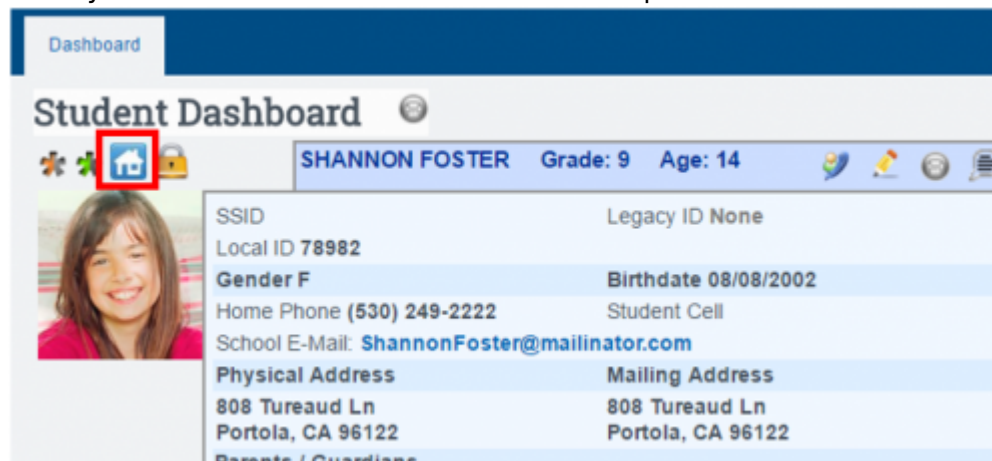 Dashboard
Student Dashboard
SHANNON FOSTER Grade: 9 Age: 14
SSID Legacy ID None
Local ID 78982
Gender F Birthdate 08/08/2002
Home Phone (530) 249-2222 Student Cell
School E-Mail: ShannonFoster@mailinator.com
Physical Address Mailing Address
808 Tureaud Ln 808 Tureaud Ln
Portola, CA 96122 Portola, CA 96122
Parents / Guardians